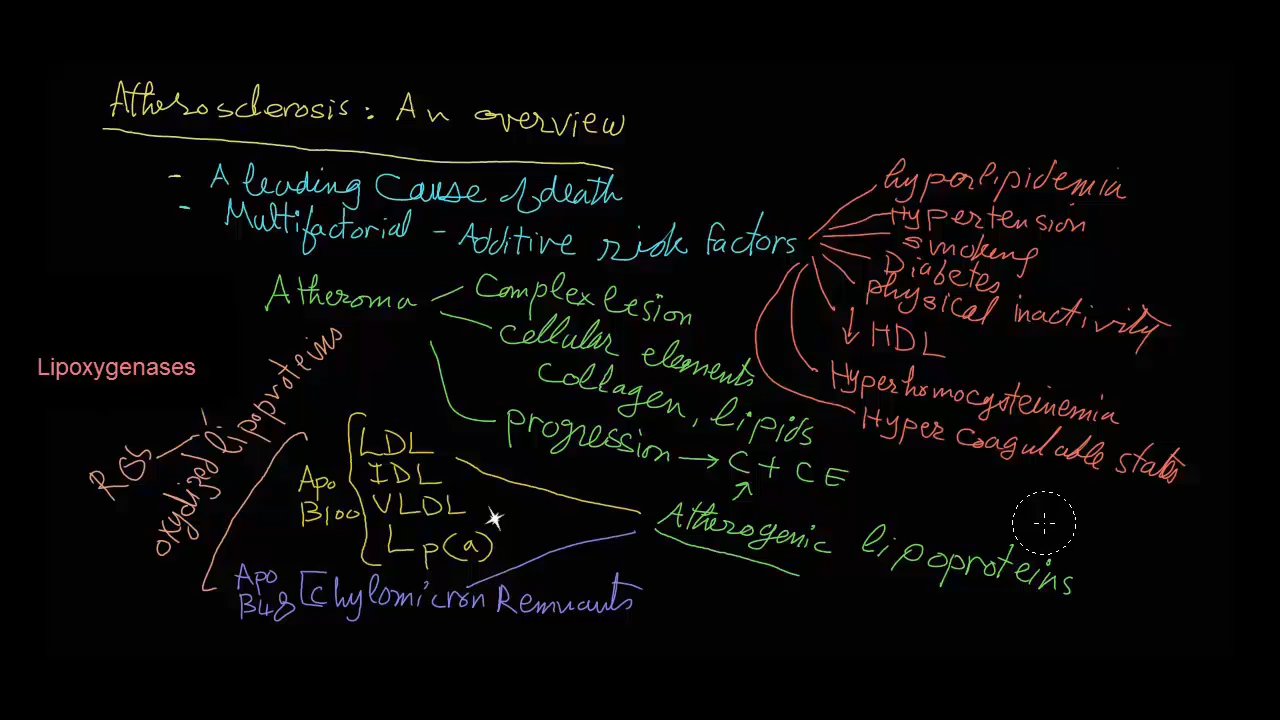 Atherosclerosis: An overview
- A leading Cause of death
- Multifactorial - Additive risk factors
hyperlipidemia
Hypertension
smoking
Diabetes
physical inactivity
↓ HDL
Hyperhomocysteinemia
Hyper coagulable states
Atheroma
Complex lesion
cellular elements
Collagen, lipids
progression → C + CE
↑
Atherogenic lipoproteins
Lipoxygenases
oxydized lipoproteins
Apo B100
LDL
IDL
VLDL
Lp(a)
Apo B48
Chylomicron Remnants